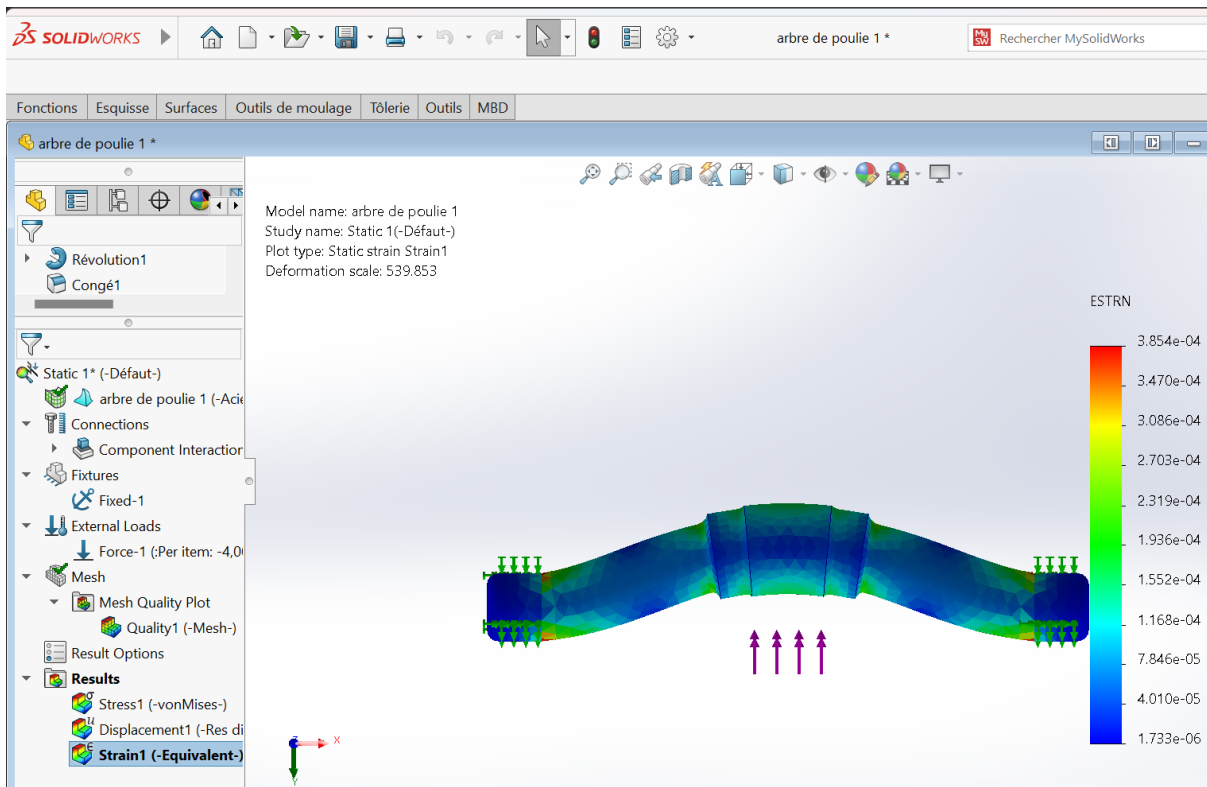 SOLIDWORKS
arbre de poulie 1 *
Rechercher MySolidWorks
Fonctions Esquisse Surfaces Outils de moulage Tôlerie Outils MBD
arbre de poulie 1 *
Révolution1
Congé1
Static 1* (-Défaut-)
arbre de poulie 1 (-Acie
Connections
Component Interaction
Fixtures
Fixed-1
External Loads
Force-1 (:Per item: -4,0
Mesh
Mesh Quality Plot
Quality1 (-Mesh-)
Result Options
Results
Stress1 (-vonMises-)
Displacement1 (-Res di
Strain1 (-Equivalent-)
Model name: arbre de poulie 1
Study name: Static 1(-Défaut-)
Plot type: Static strain Strain1
Deformation scale: 539.853
ESTRN
3.854e-04
3.470e-04
3.086e-04
2.703e-04
2.319e-04
1.936e-04
1.552e-04
1.168e-04
7.846e-05
4.010e-05
1.733e-06
X
Y
Z